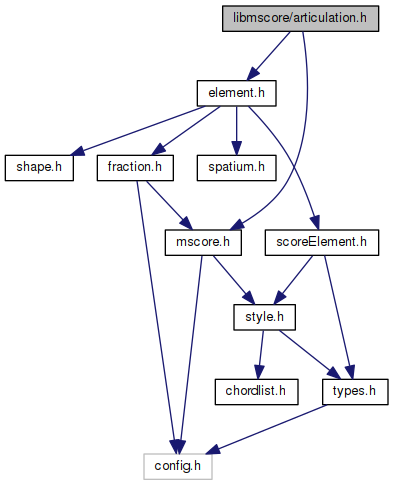 libmscore/articulation.h
element.h
shape.h
fraction.h
spatium.h
mscore.h
scoreElement.h
style.h
chordlist.h
types.h
config.h